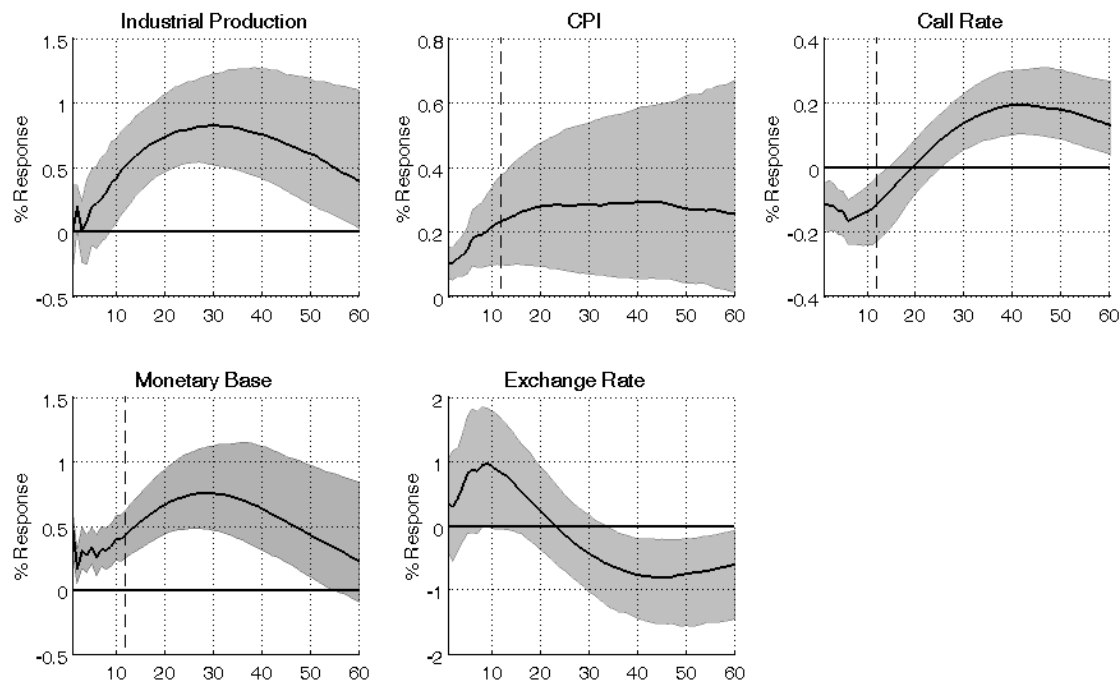 Industrial Production
% Response
1.5
1
0.5
0
-0.5
10 20 30 40 50 60
CPI
% Response
0.8
0.6
0.4
0.2
0
10 20 30 40 50 60
Call Rate
% Response
0.4
0.2
0
-0.2
-0.4
10 20 30 40 50 60
Monetary Base
% Response
1.5
1
0.5
0
-0.5
10 20 30 40 50 60
Exchange Rate
% Response
2
1
0
-1
-2
10 20 30 40 50 60